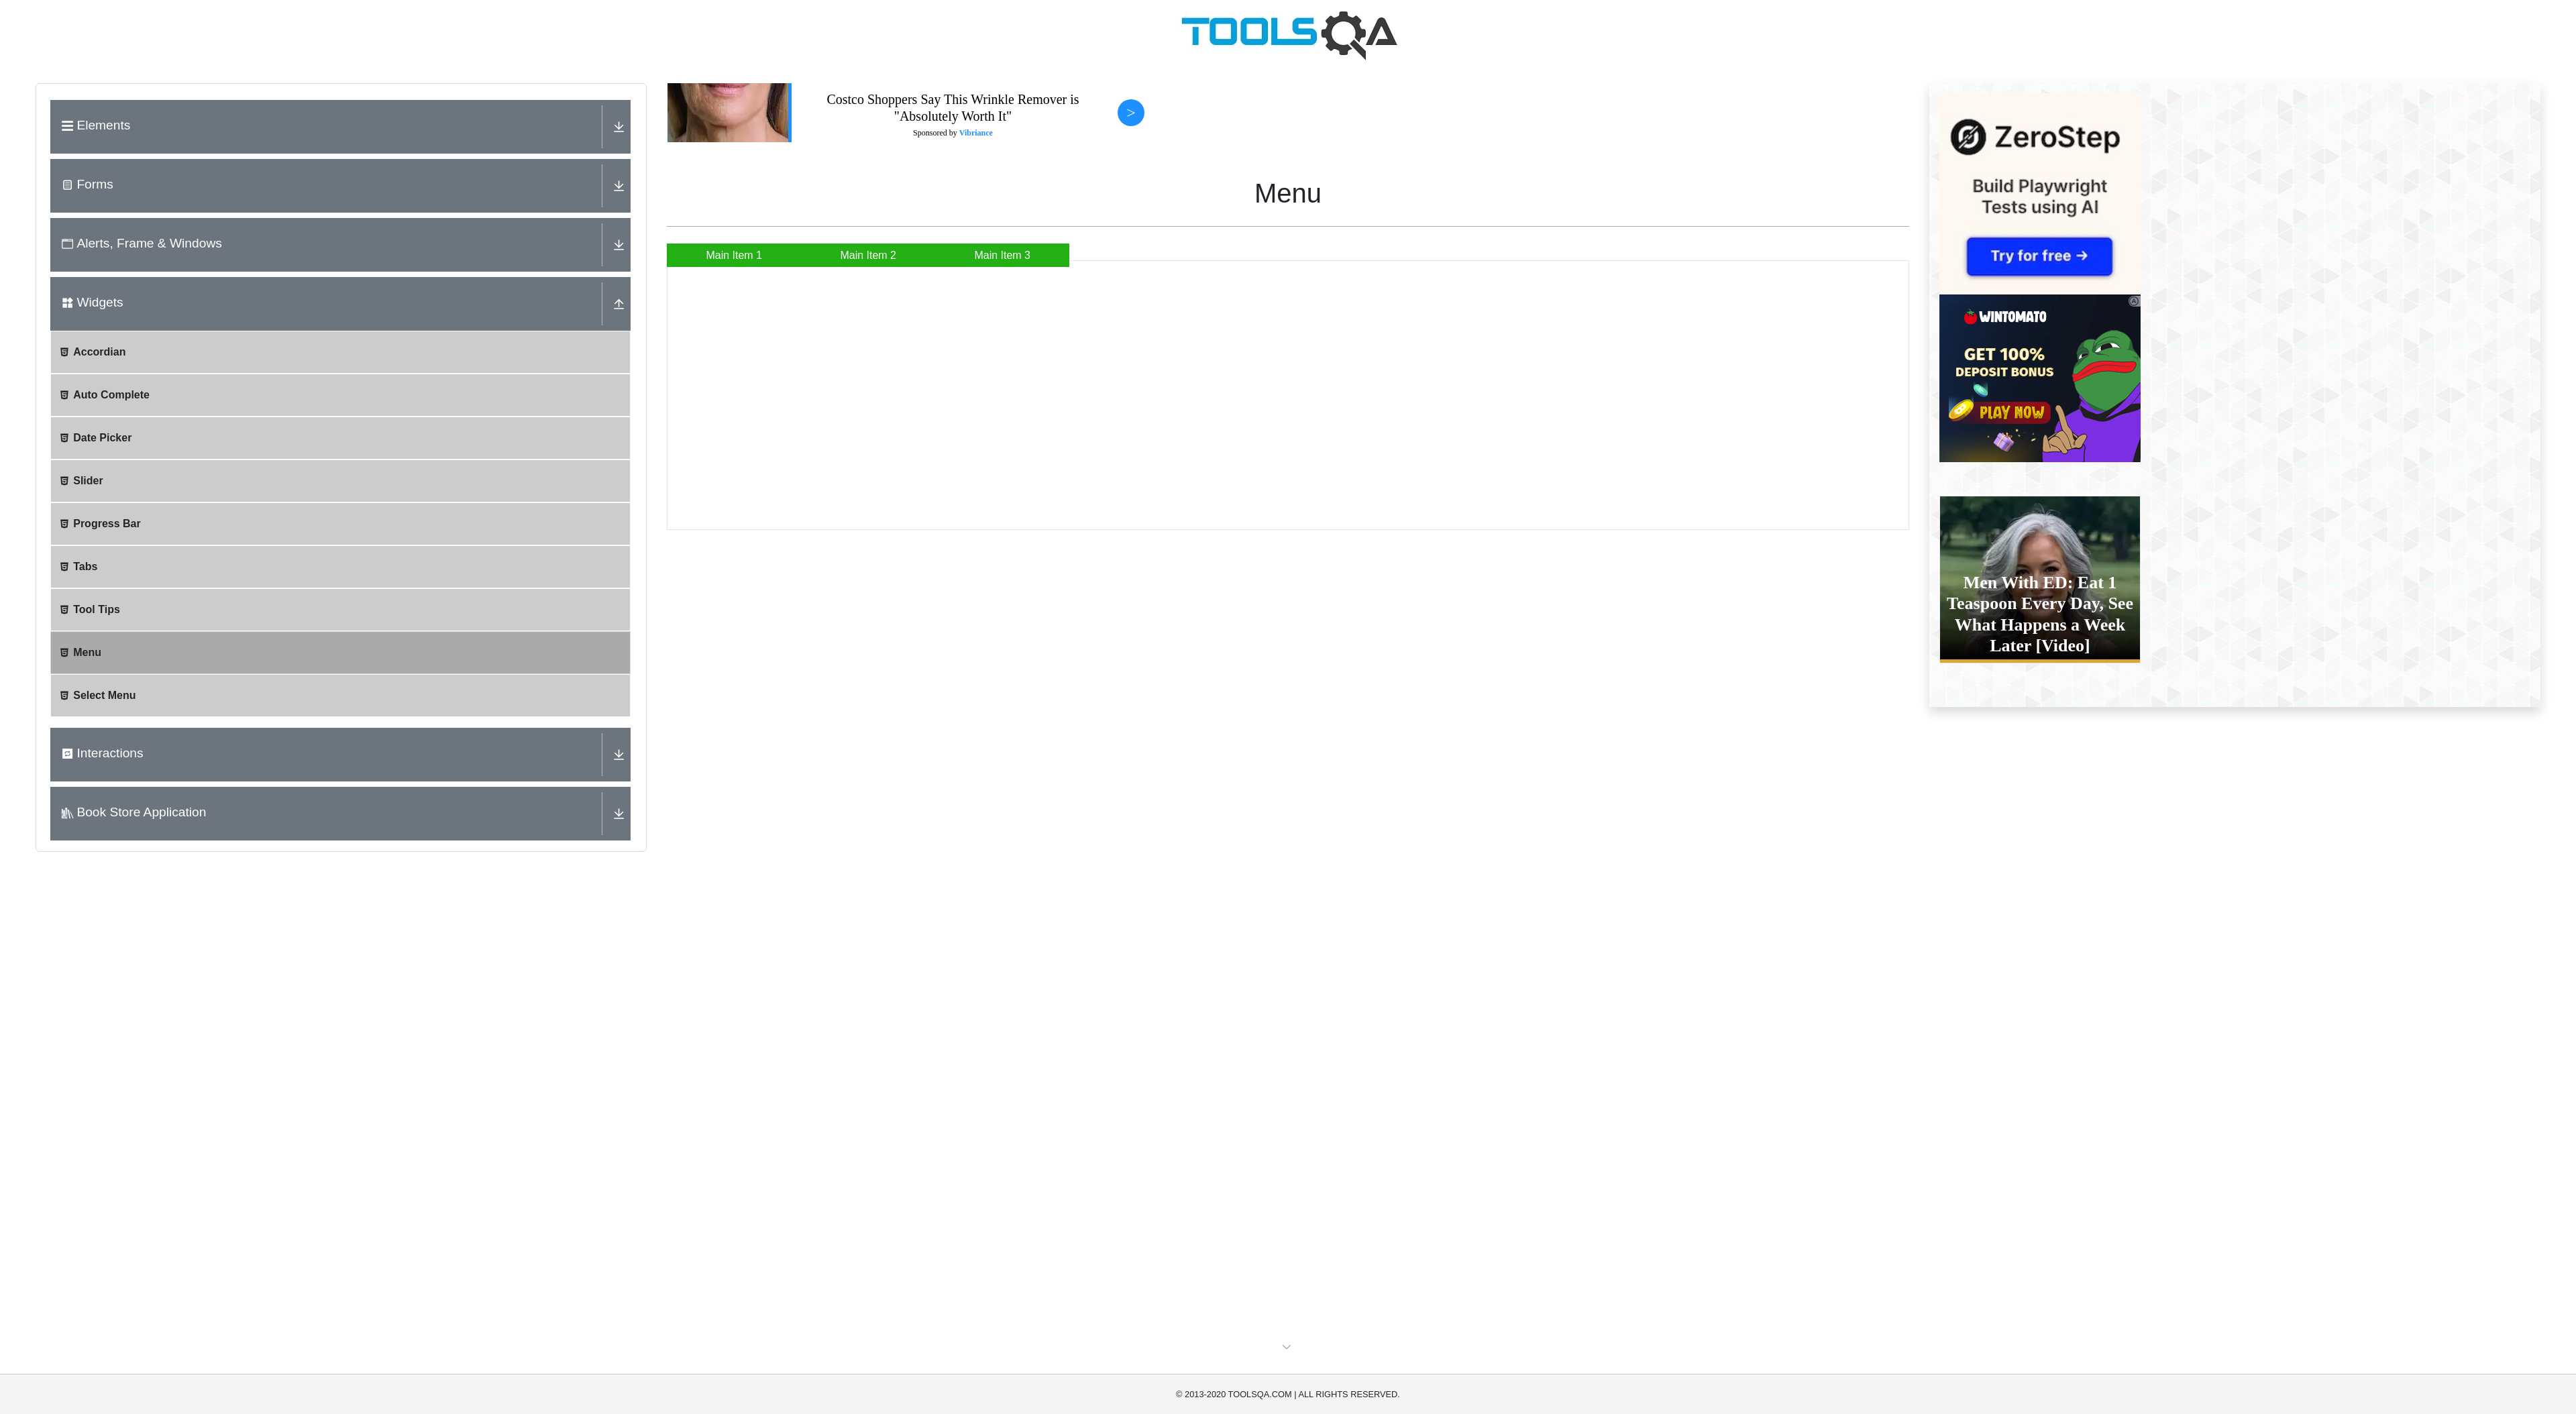 TOOLSQA
Elements
Forms
Alerts, Frame & Windows
Widgets
Accordian
Auto Complete
Date Picker
Slider
Progress Bar
Tabs
Tool Tips
Menu
Select Menu
Interactions
Book Store Application
Costco Shoppers Say This Wrinkle Remover is
"Absolutely Worth It"
Sponsored by Vibriance
>
Menu
Main Item 1
Main Item 2
Main Item 3
ZeroStep
Build Playwright
Tests using AI
Try for free →
WINTOMATO
GET 100%
DEPOSIT BONUS
PLAY NOW
Men With ED: Eat 1
Teaspoon Every Day, See
What Happens a Week
Later [Video]
© 2013-2020 TOOLSQA.COM | ALL RIGHTS RESERVED.